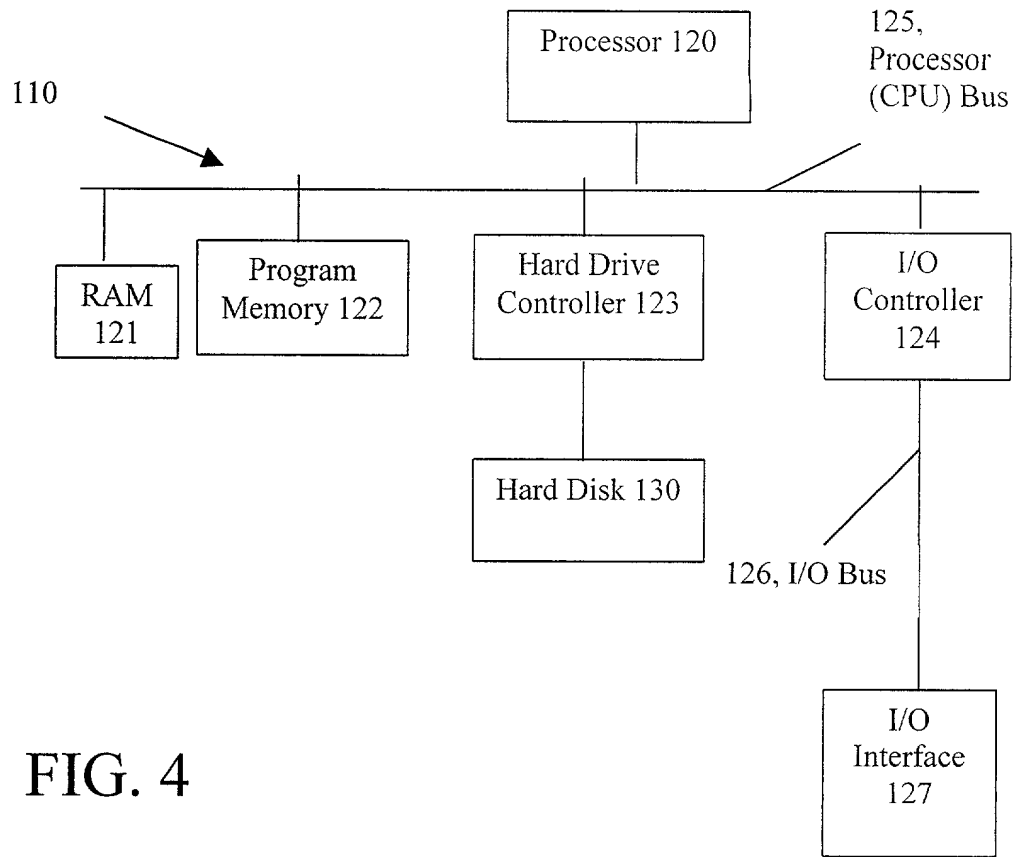 Processor 120
125,
Processor
(CPU) Bus
110
RAM
121
Program
Memory 122
Hard Drive
Controller 123
I/O
Controller
124
Hard Disk 130
126, I/O Bus
I/O
Interface
127
FIG. 4